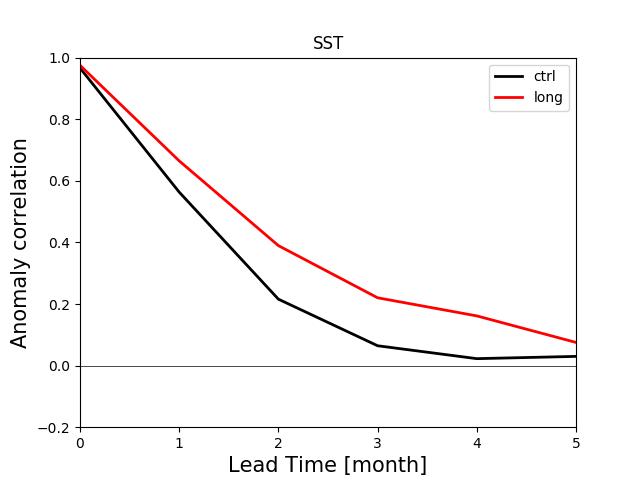 SST
1.0
0.8
0.6
0.4
0.2
0.0
−0.2
Anomaly correlation
ctrl
long
0 1 2 3 4 5
Lead Time [month]